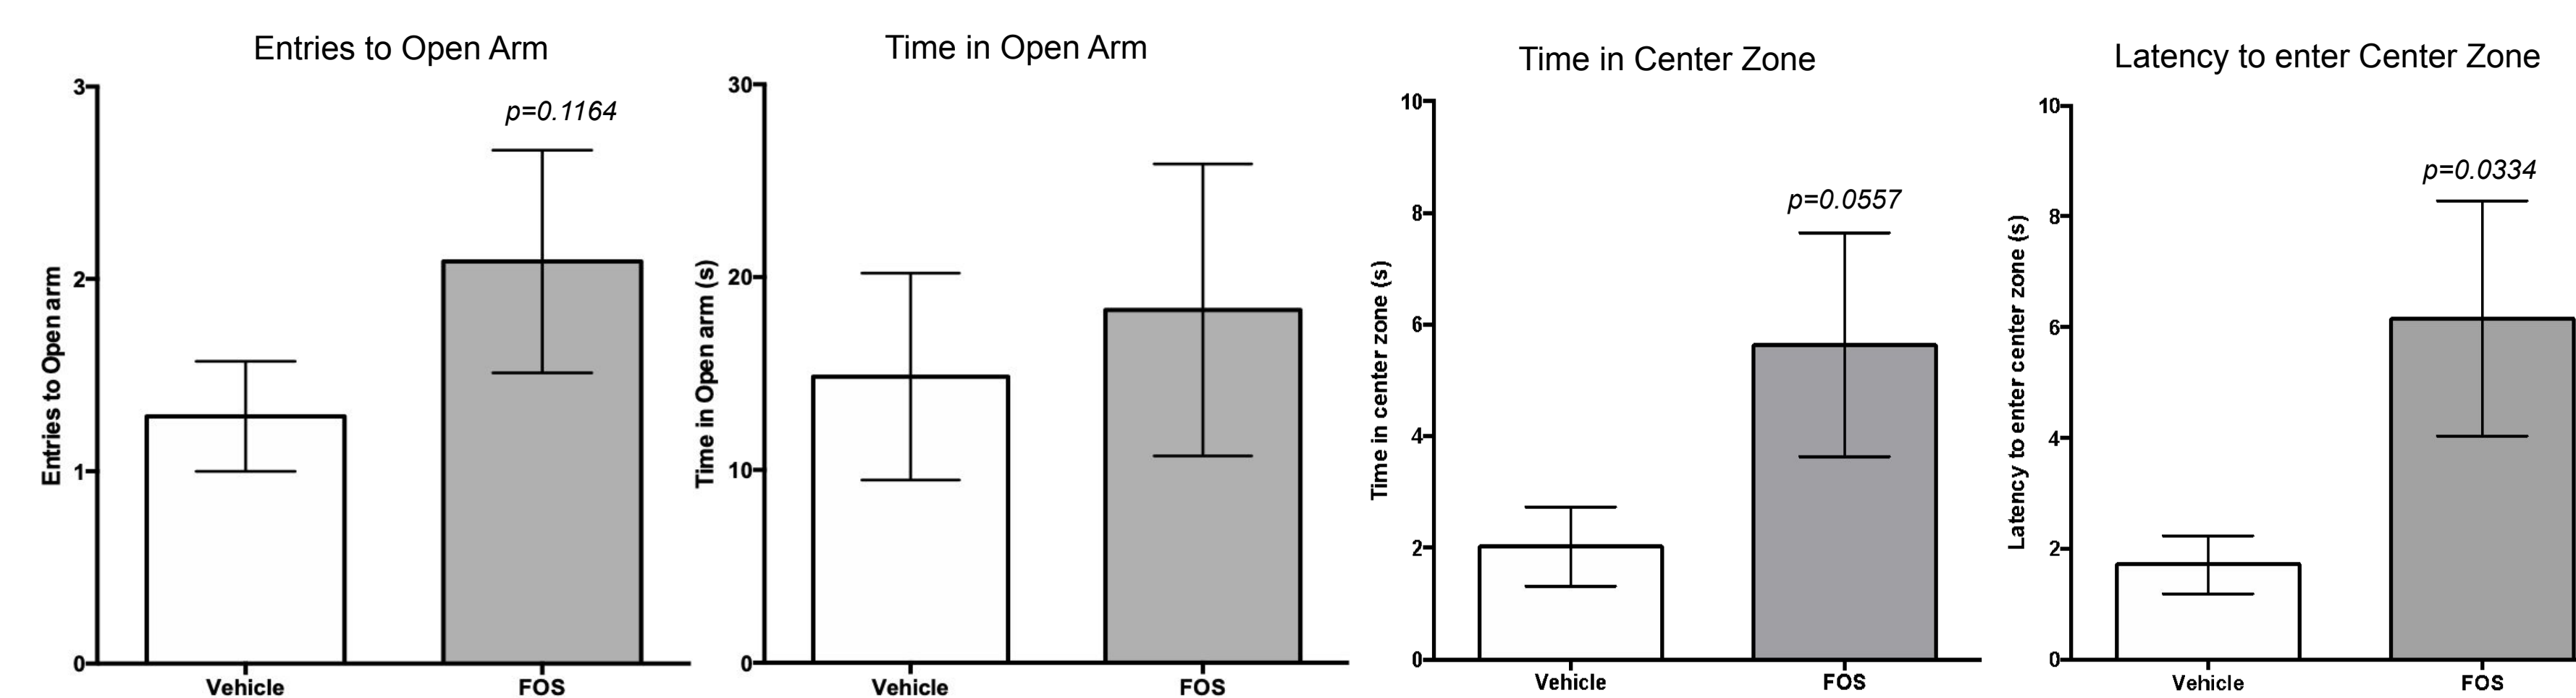 Entries to Open Arm
3
2
1
0
Entries to Open arm
p=0.1164
Vehicle
FOS
Time in Open Arm
30
20
10
0
Time in Open arm (s)
Vehicle
FOS
Time in Center Zone
10
8
6
4
2
0
Time in center zone (s)
p=0.0557
Vehicle
FOS
Latency to enter Center Zone
10
8
6
4
2
0
Latency to enter center zone (s)
p=0.0334
Vehicle
FOS